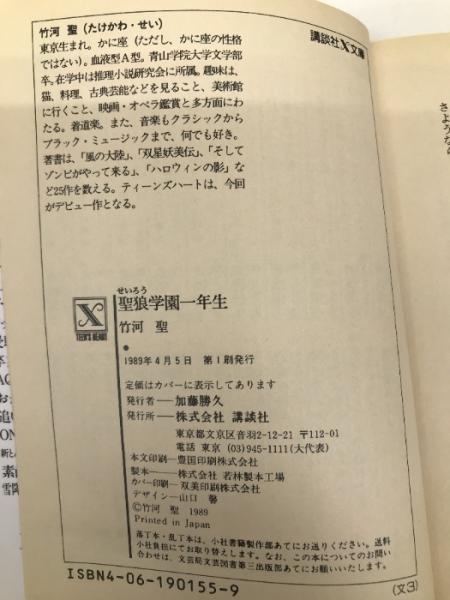 講談社X文庫
竹河 聖(たけかわ・せい)
東京生まれ。かに座(ただし、かに座の性格
ではない)。血液型A型。青山学院大学文学部
卒。在学中は推理小説研究会に所属。趣味は、
猫、料理、古典芸能などを見ること、美術館
に行くこと、映画・オペラ鑑賞と多方面にわ
たる。着道楽。また、音楽もクラシックから
ブラック・ミュージックまで、何でも好き。
著書は、「風の大陸」、「双星妖美伝」、「そして
ゾンビがやって来る」、「ハロウィンの影」な
ど25作を数える。ティーンズハートは、今回
がデビュー作となる。
せいろう
聖狼学園一年生
竹河 聖
X
TEEN'S HEART
●
1989年4月5日 第1刷発行
定価はカバーに表示してあります
発行者──加藤勝久
発行所──株式会社 講談社
東京都文京区音羽2-12-21 〒112-01
電話 東京 (03)945-1111(大代表)
本文印刷──豊国印刷株式会社
製本──株式会社 若林製本工場
カバー印刷──双美印刷株式会社
デザイン──山口 馨
©竹河 聖 1989
Printed in Japan
落丁本・乱丁本は、小社書籍製作部あてにお送りください。送料
小社負担にてお取り替えします。なお、この本についてのお問い
合わせは、文芸局文芸図書第三出版部あてにお願いいたします。
ISBN4-06-190155-9
(文3)
さようなら